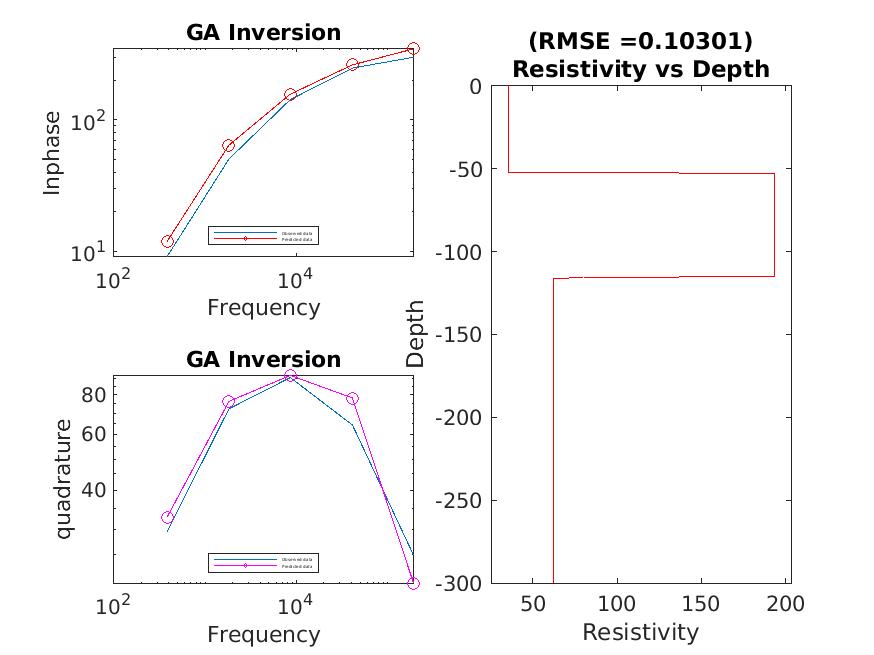 GA Inversion
10^2
10^1
Inphase
10^2
10^4
Frequency
Observed data
Predicted data
GA Inversion
80
60
40
quadrature
10^2
10^4
Frequency
Observed data
Predicted data
(RMSE =0.10301)
Resistivity vs Depth
0
-50
-100
-150
-200
-250
-300
Depth
50
100
150
200
Resistivity